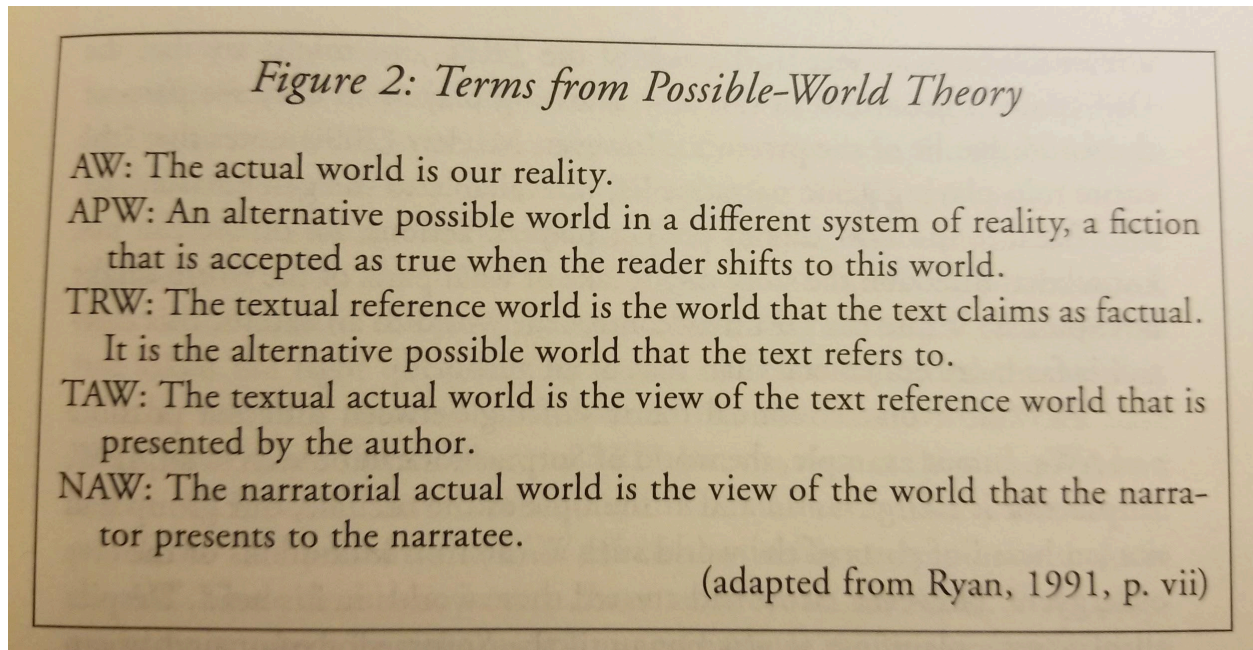 Figure 2: Terms from Possible-World Theory
AW: The actual world is our reality.
APW: An alternative possible world in a different system of reality, a fiction
that is accepted as true when the reader shifts to this world.
TRW: The textual reference world is the world that the text claims as factual.
It is the alternative possible world that the text refers to.
TAW: The textual actual world is the view of the text reference world that is
presented by the author.
NAW: The narratorial actual world is the view of the world that the narra-
tor presents to the narratee.
(adapted from Ryan, 1991, p. vii)